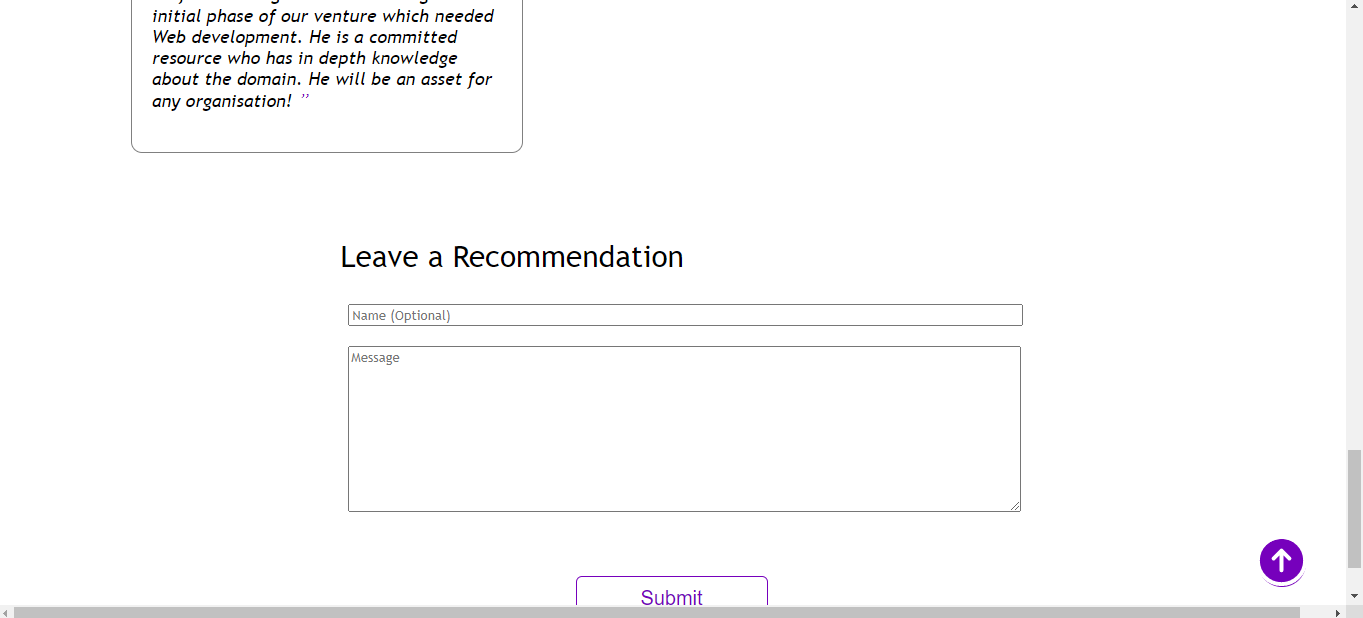 initial phase of our venture which needed
Web development. He is a committed
resource who has in depth knowledge
about the domain. He will be an asset for
any organisation! ”
Leave a Recommendation
Name (Optional)
Message
Submit